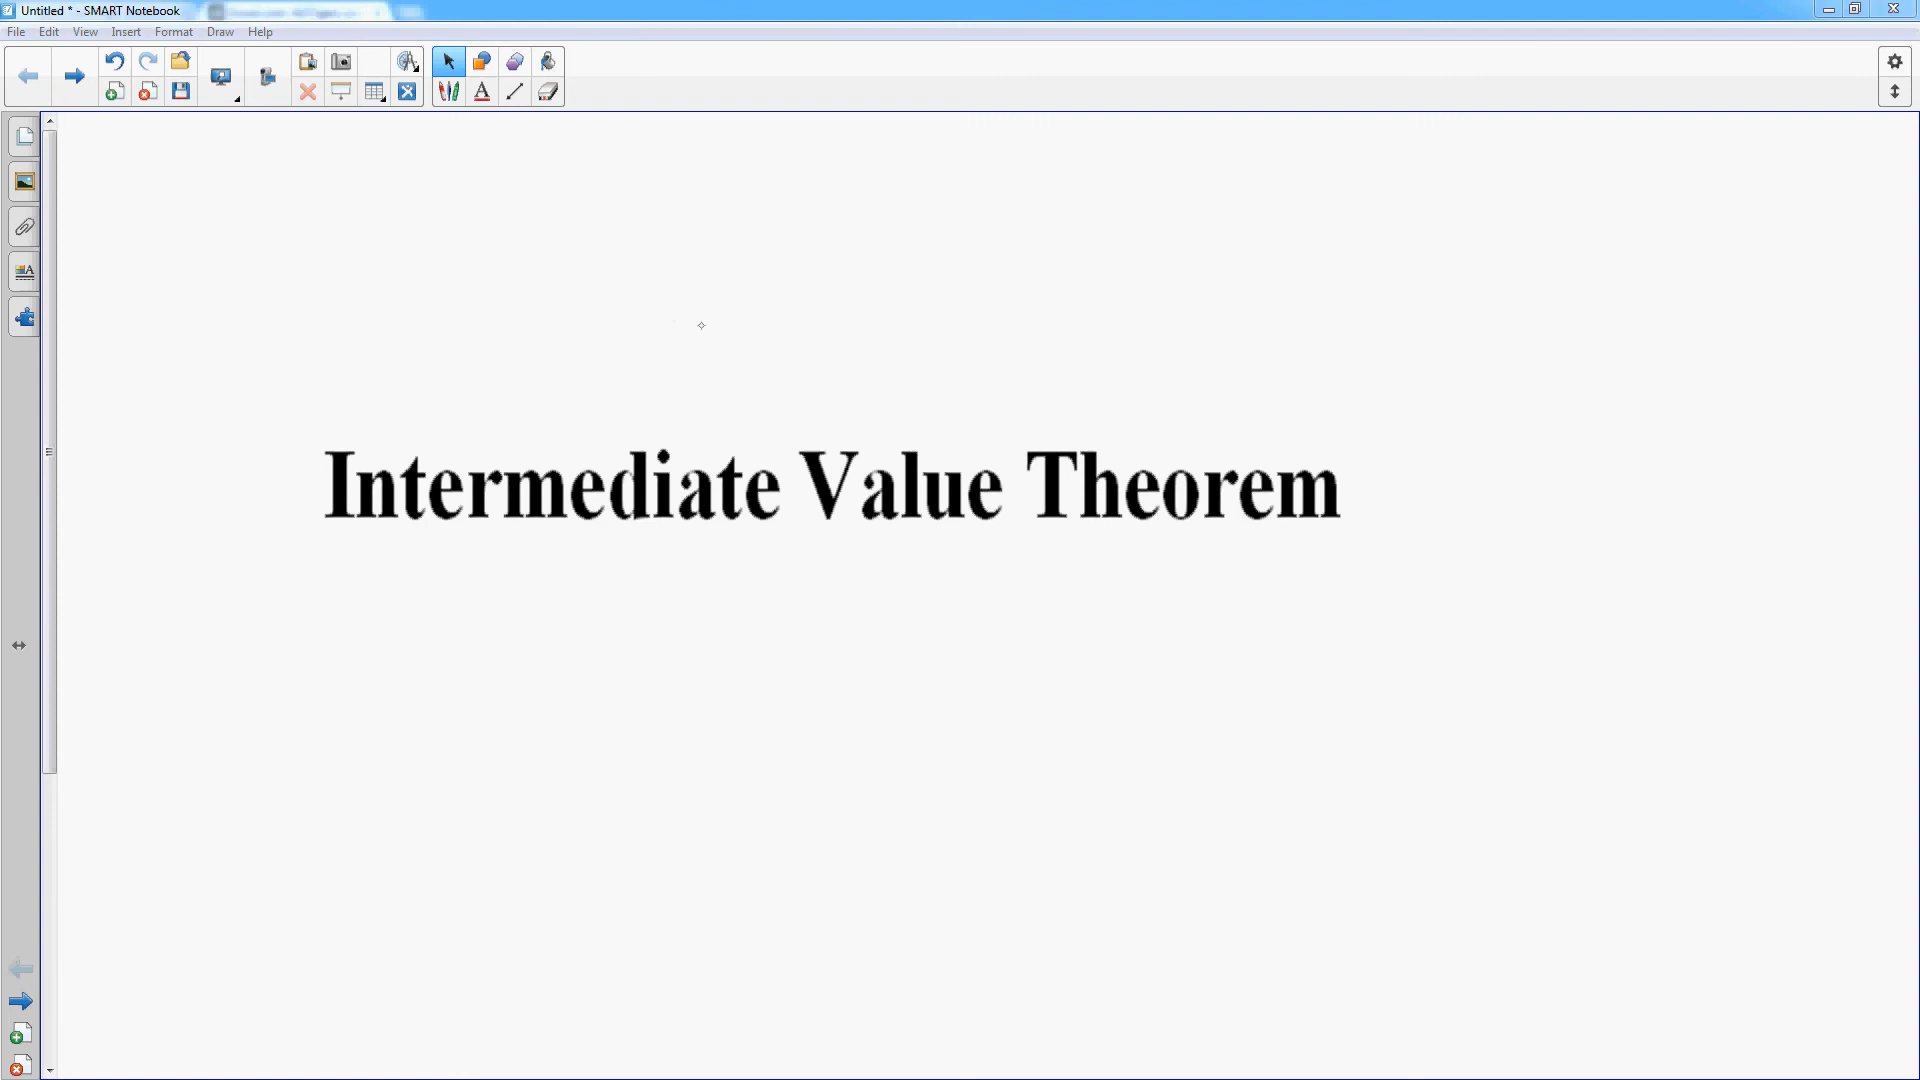 Untitled * - SMART Notebook
File Edit View Insert Format Draw Help
Intermediate Value Theorem